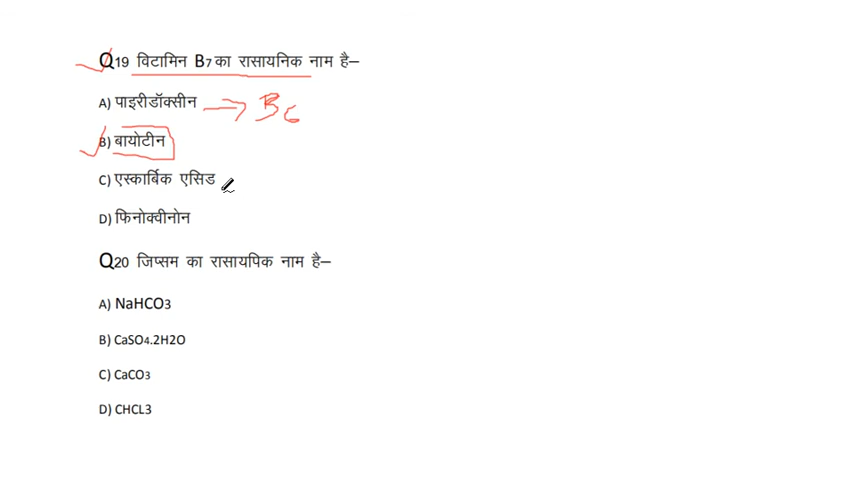 Q19 विटामिन B7 का रासायनिक नाम है–
A) पाइरीडॉक्सीन → B6
B) बायोटीन
C) एस्कार्बिक एसिड
D) फिनोक्वीनोन
Q20 जिप्सम का रासायपिक नाम है–
A) NaHCO3
B) CaSO4.2H2O
C) CaCO3
D) CHCL3